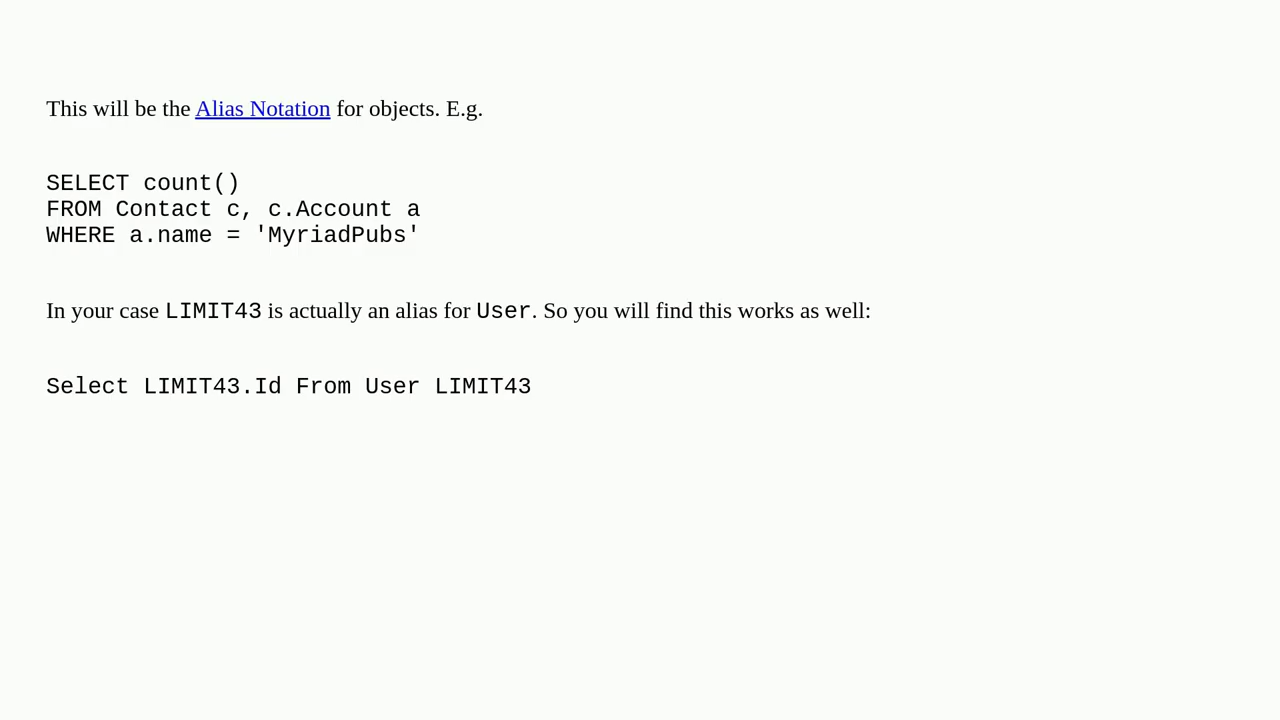 This will be the Alias Notation for objects. E.g.
SELECT count()
FROM Contact c, c.Account a
WHERE a.name = 'MyriadPubs'
In your case LIMIT43 is actually an alias for User. So you will find this works as well:
Select LIMIT43.Id From User LIMIT43